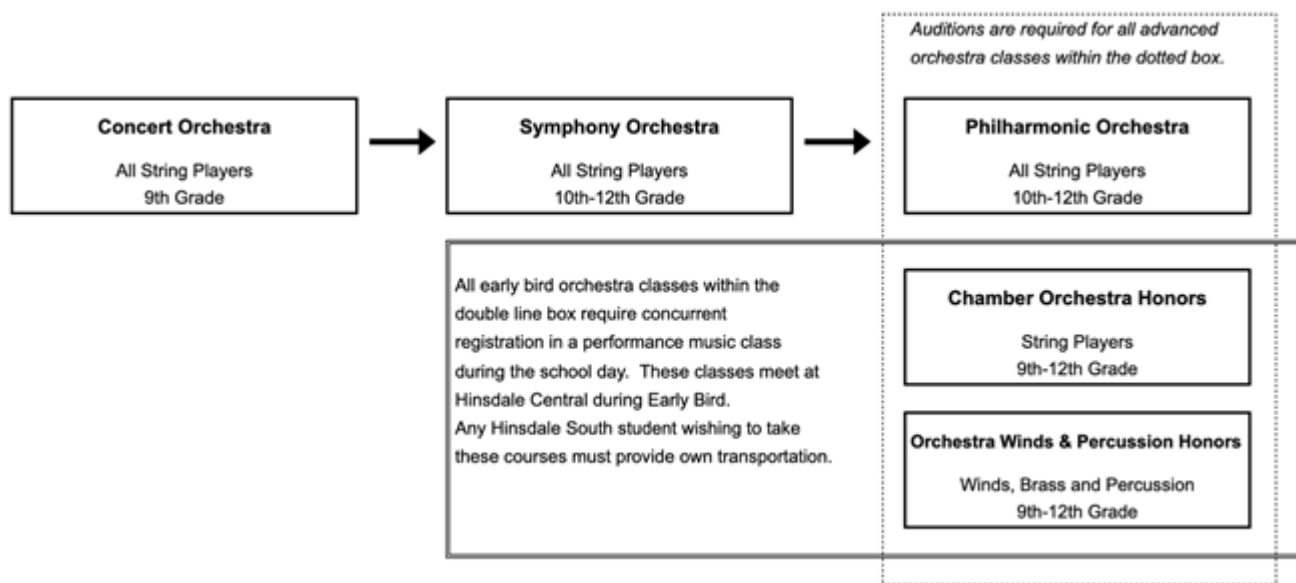 Auditions are required for all advanced
orchestra classes within the dotted box.
Concert Orchestra
All String Players
9th Grade
Symphony Orchestra
All String Players
10th-12th Grade
Philharmonic Orchestra
All String Players
10th-12th Grade
All early bird orchestra classes within the
double line box require concurrent
registration in a performance music class
during the school day.  These classes meet at
Hinsdale Central during Early Bird.
Any Hinsdale South student wishing to take
these courses must provide own transportation.
Chamber Orchestra Honors
String Players
9th-12th Grade
Orchestra Winds & Percussion Honors
Winds, Brass and Percussion
9th-12th Grade